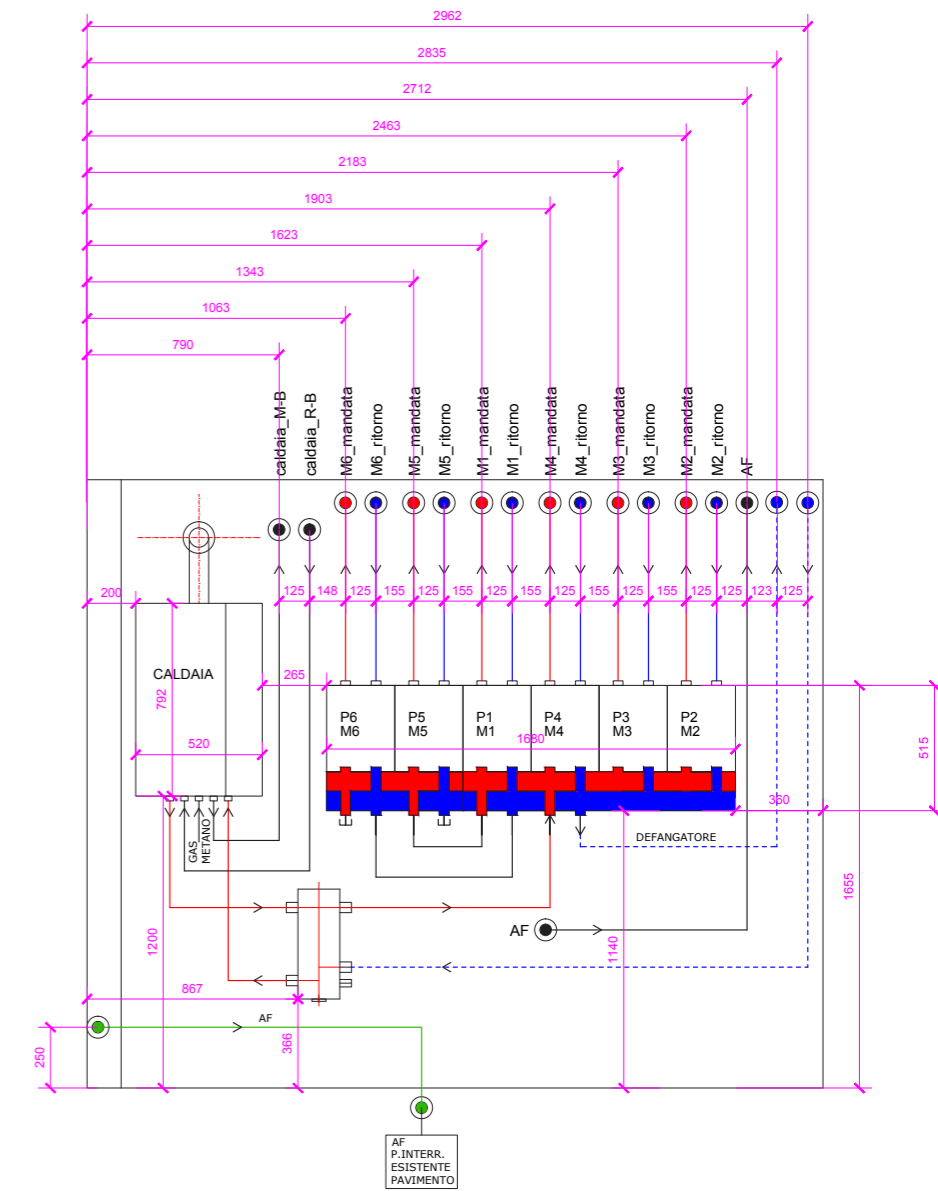 2962
2835
2712
2463
2183
1903
1623
1343
1063
790
caldaia_M-B
caldaia_R-B
M6_mandata
M6_ritorno
M5_mandata
M5_ritorno
M1_mandata
M1_ritorno
M4_mandata
M4_ritorno
M3_mandata
M3_ritorno
M2_mandata
M2_ritorno
AF
200
125
148
125
155
125
155
125
155
125
155
125
155
125
125
123
125
CALDAIA
792
520
265
P6
M6
P5
M5
P1
M1
P4
M4
P3
M3
P2
M2
1680
515
360
GAS
METANO
DEFANGATORE
1655
1200
AF
1140
867
366
AF
250
AF
P.INTERR.
ESISTENTE
PAVIMENTO